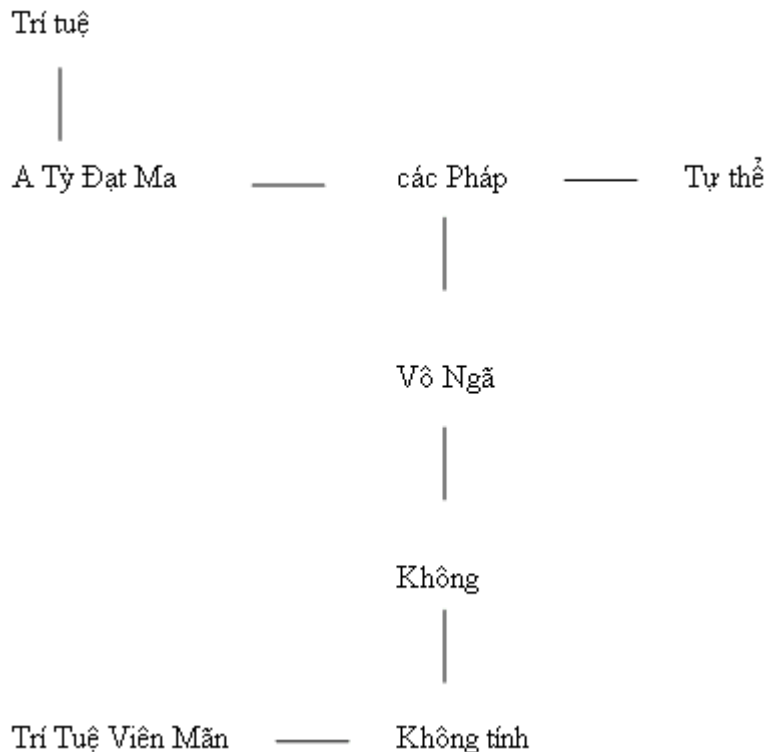 Trí tuệ
A Tỳ Đạt Ma các Pháp Tự thể
Vô Ngã
Không
Trí Tuệ Viên Mãn Không tính